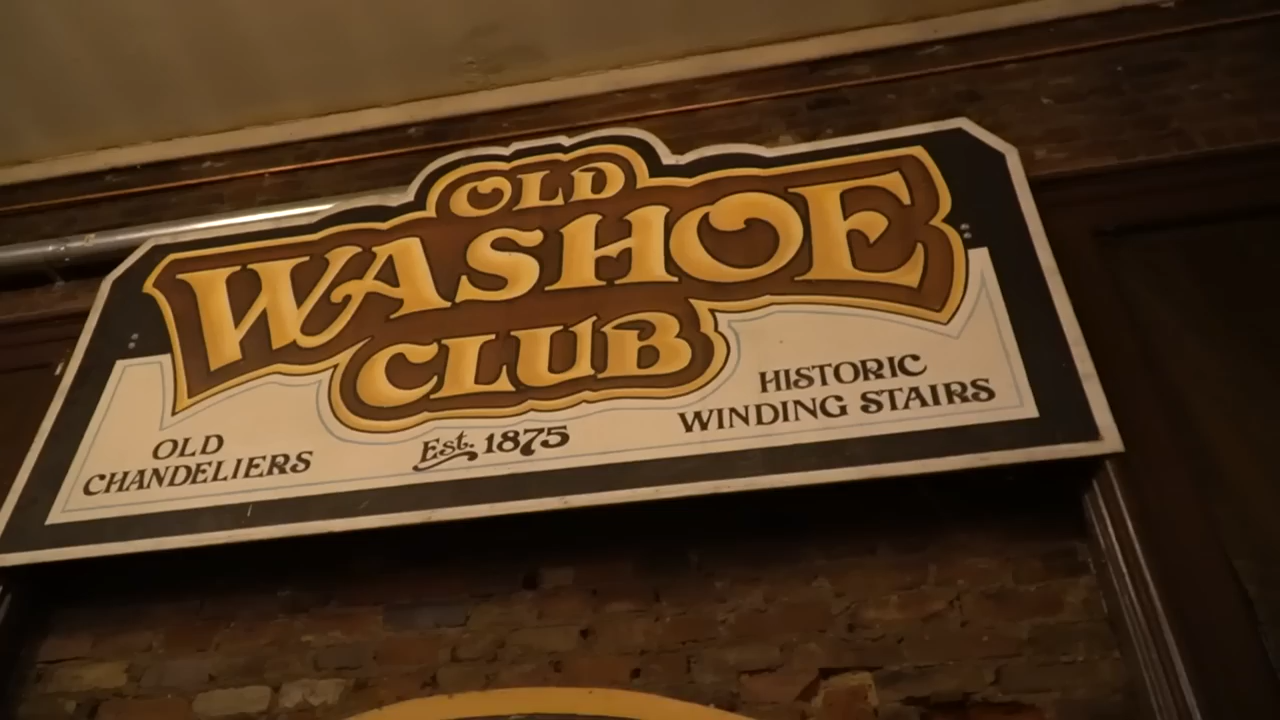 OLD
WASHOE
CLUB
OLD
CHANDELIERS
Est. 1875
HISTORIC
WINDING STAIRS